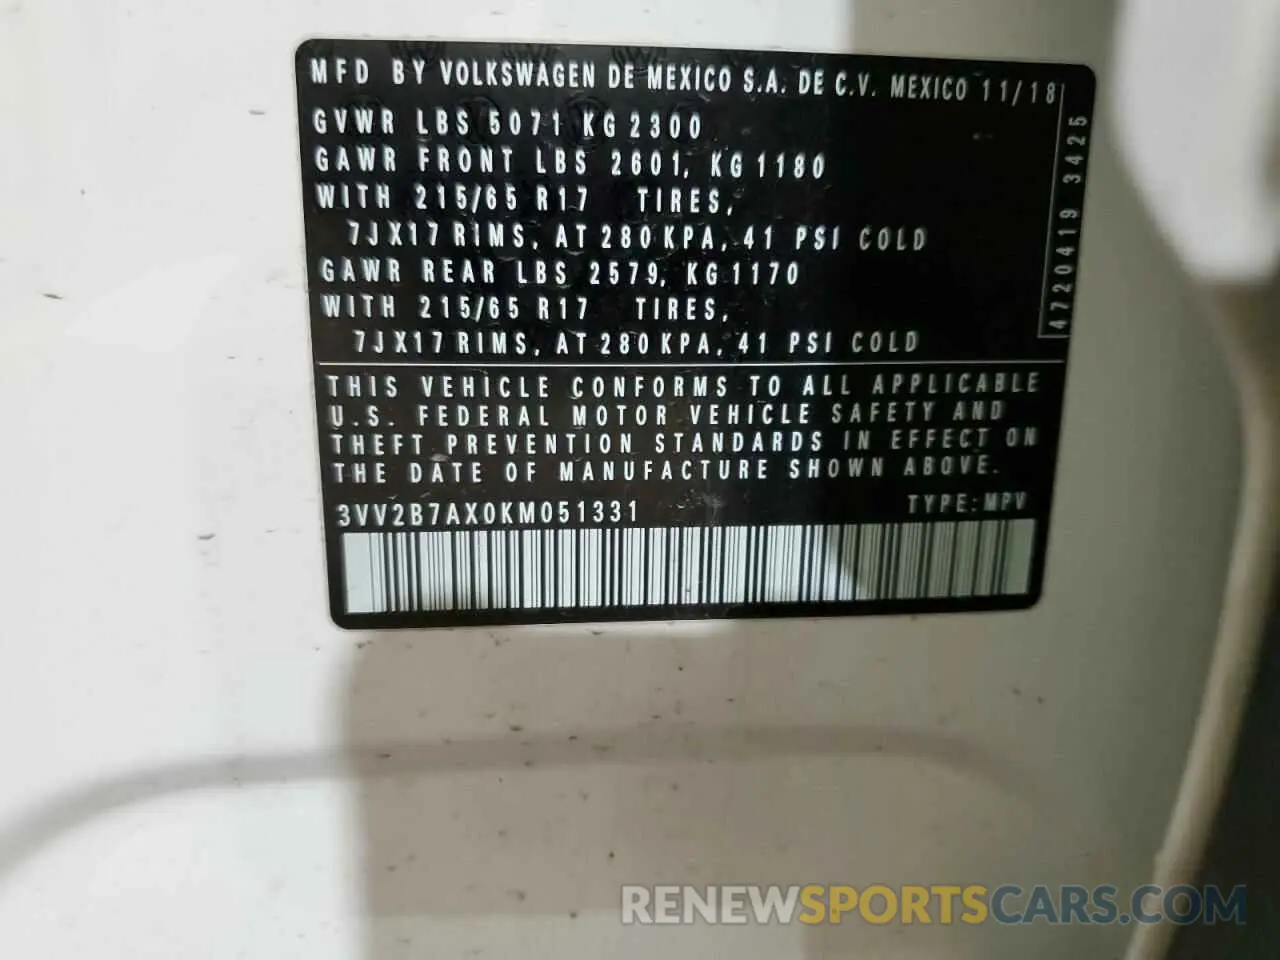 MFD BY VOLKSWAGEN DE MEXICO S.A. DE C.V. MEXICO 11/18
GVWR LBS 5071 KG 2300
GAWR FRONT LBS 2601, KG 1180
WITH 215/65 R17 TIRES,
7JX17 RIMS, AT 280 KPA, 41 PSI COLD
GAWR REAR LBS 2579, KG 1170
WITH 215/65 R17 TIRES,
7JX17 RIMS, AT 280 KPA, 41 PSI COLD
4720419 3425
THIS VEHICLE CONFORMS TO ALL APPLICABLE
U.S. FEDERAL MOTOR VEHICLE SAFETY AND
THEFT PREVENTION STANDARDS IN EFFECT ON
THE DATE OF MANUFACTURE SHOWN ABOVE.
3VV2B7AX0KM051331 TYPE: MPV
RENEWSPORTSCARS.COM